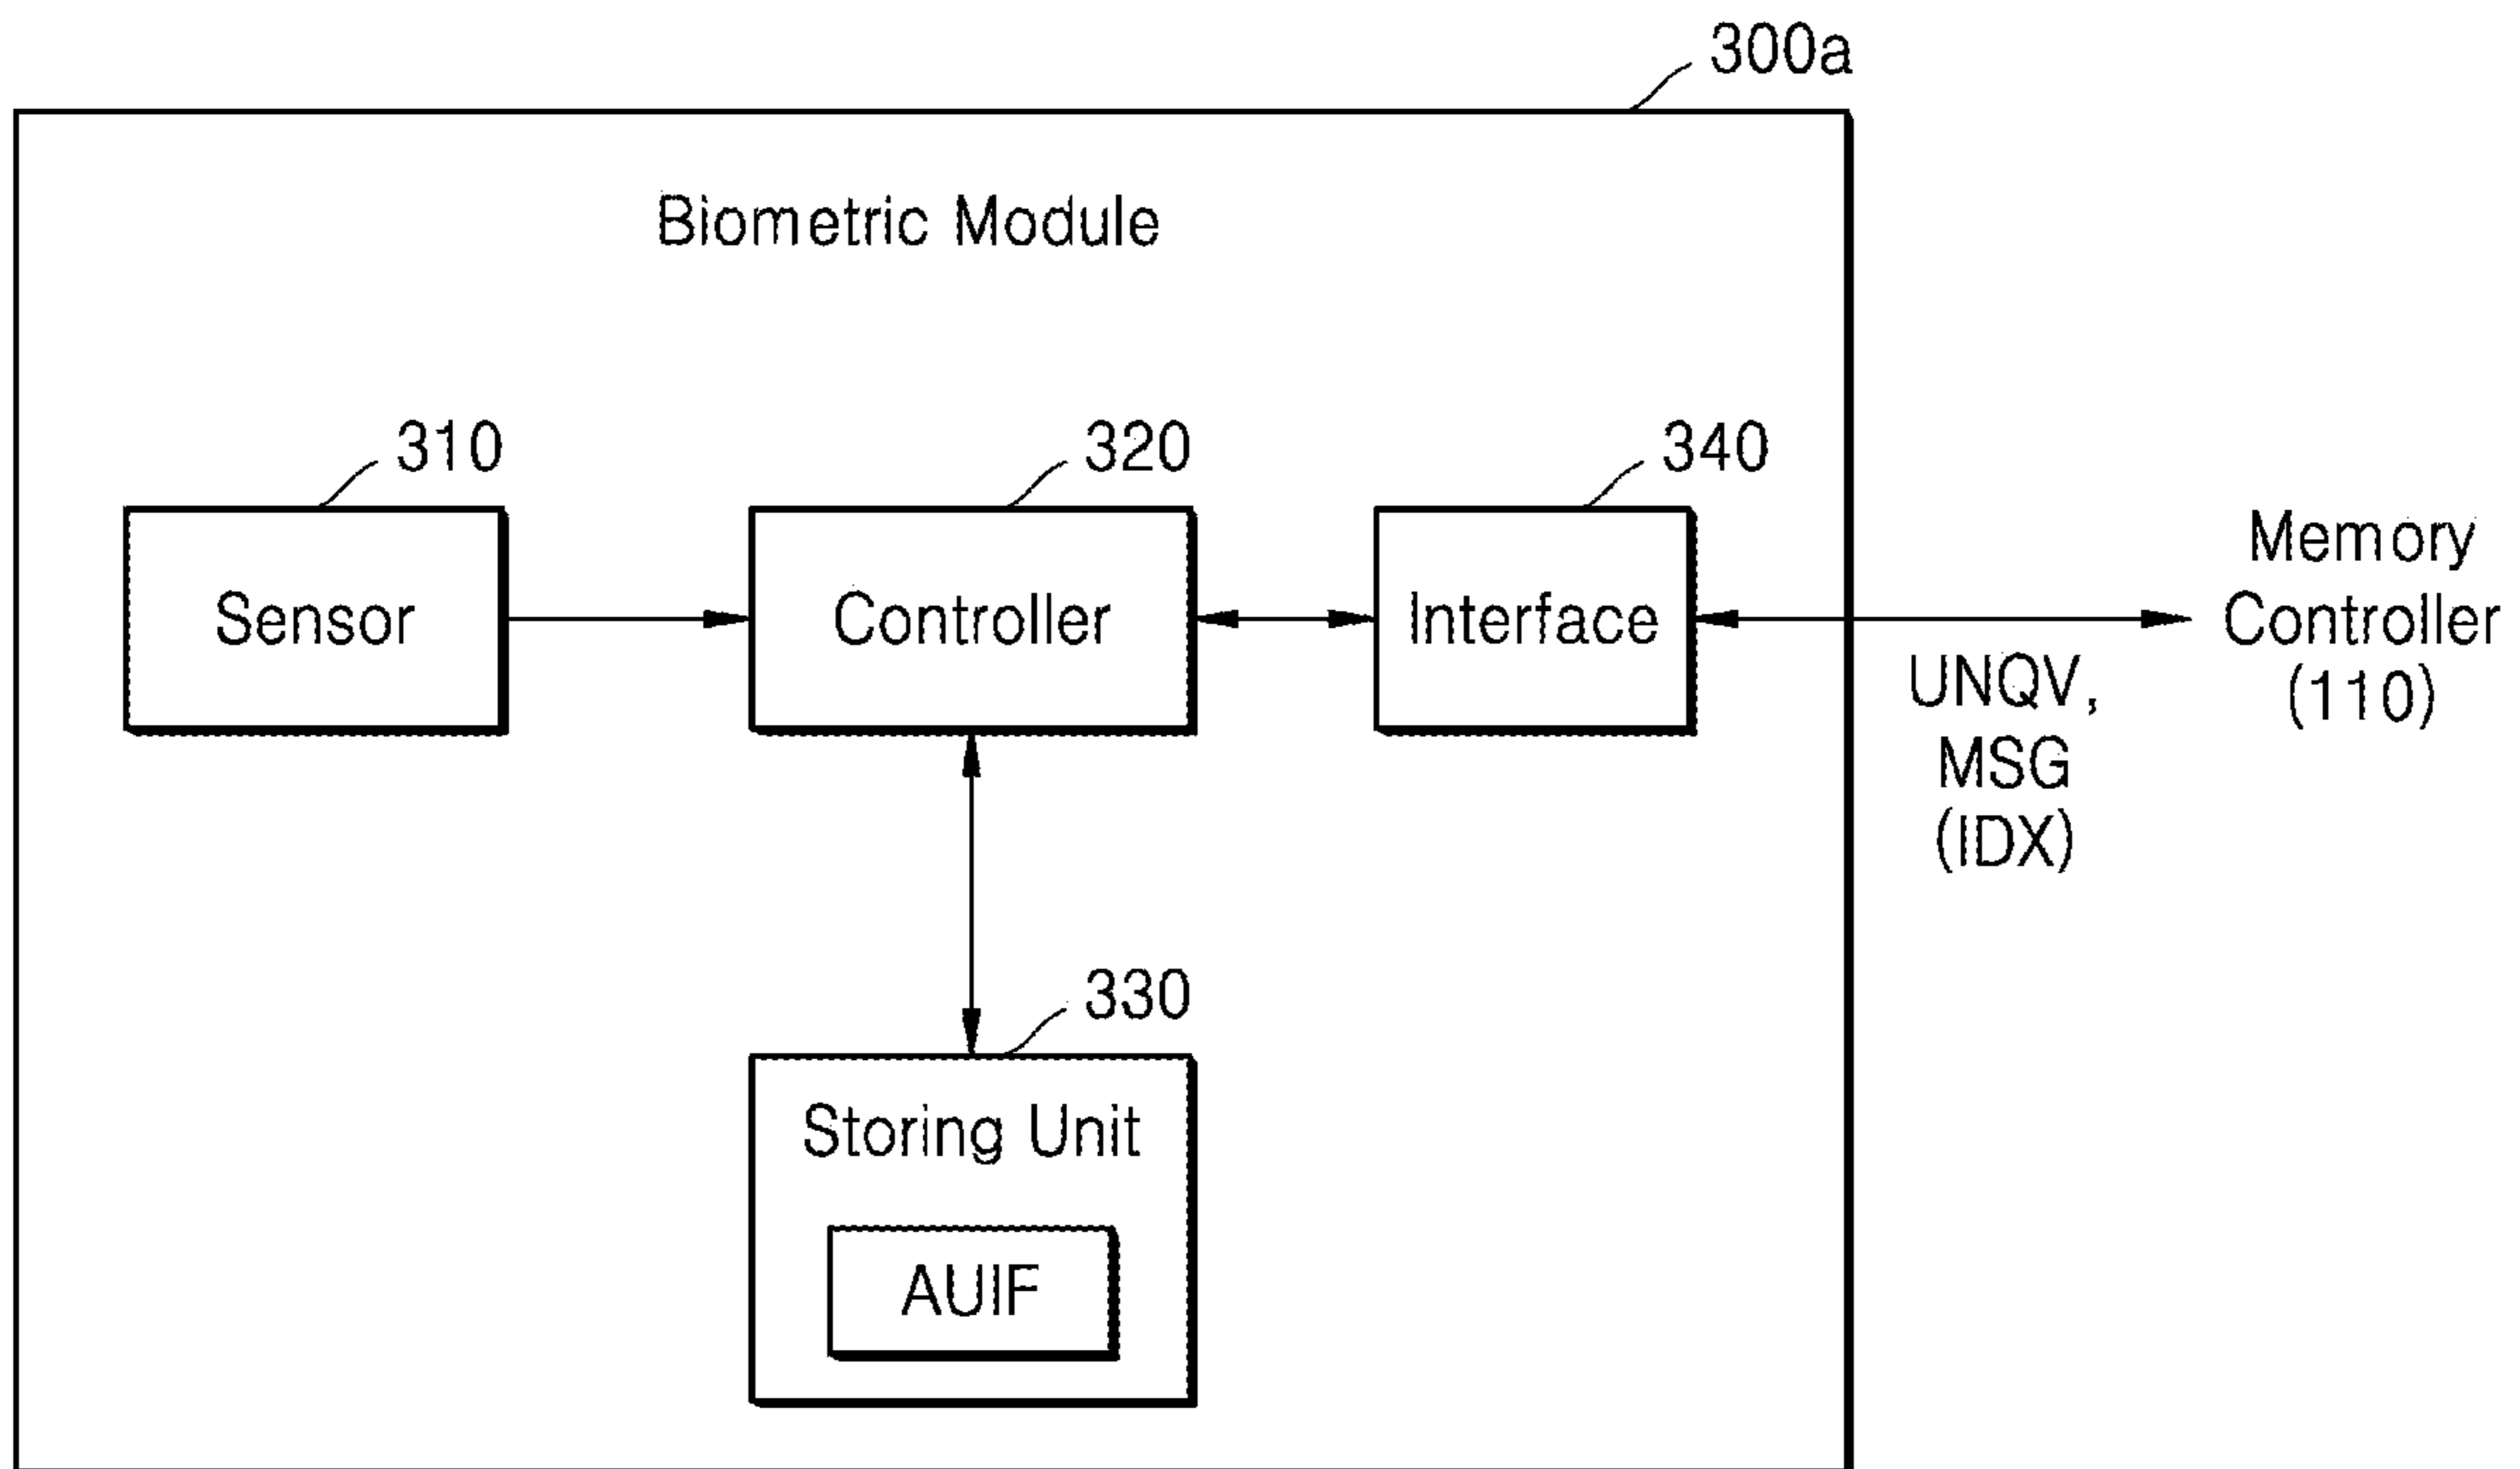 300a
Biometric Module
310
320
340
Sensor
Controller
Interface
Memory
Controller
(110)
UNQV,
MSG
(IDX)
330
Storing Unit
AUIF